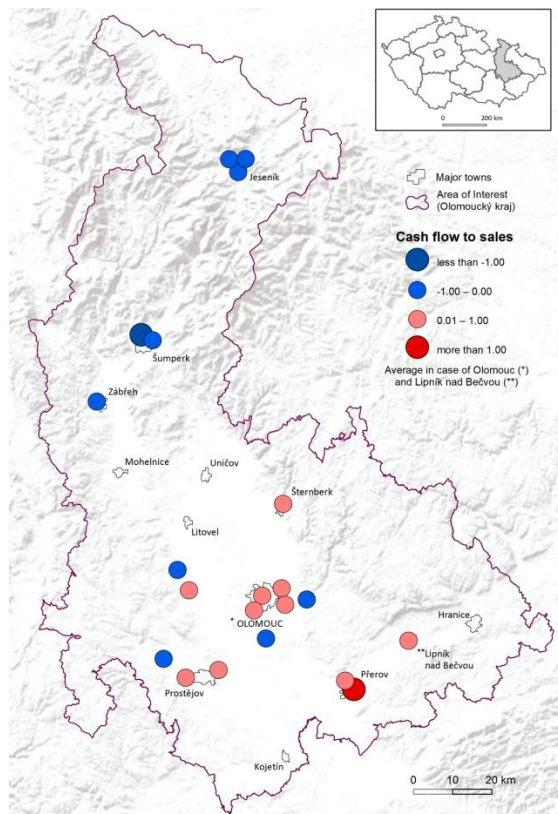 0 200 km
Jeseník
Major towns
Area of Interest
(Olomoucký kraj)
Cash flow to sales
less than -1.00
-1.00 – 0.00
0.01 – 1.00
more than 1.00
Average in case of Olomouc (*)
and Lipník nad Bečvou (**)
Šumperk
Zábřeh
Mohelnice
Uničov
Šternberk
Litovel
* OLOMOUC
Hranice
**Lipník
nad Bečvou
Prostějov
Přerov
Kojetín
0 10 20 km